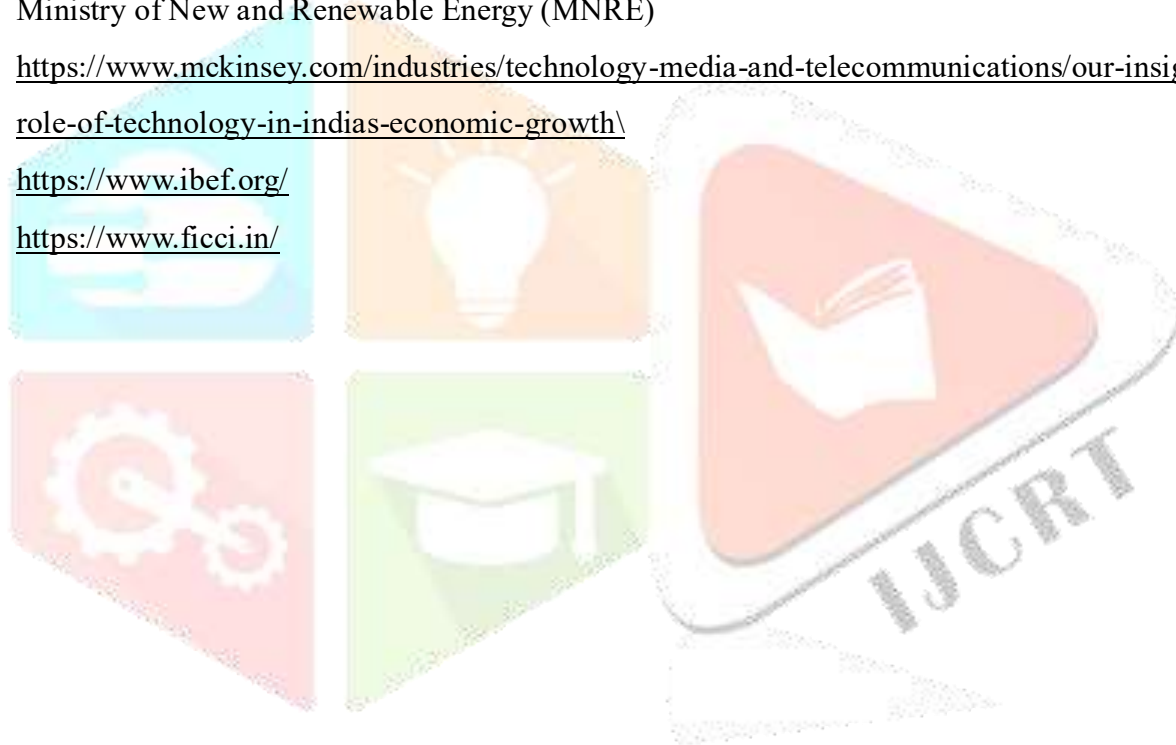 Ministry of New and Renewable Energy (MNRE)
https://www.mckinsey.com/industries/technology-media-and-telecommunications/our-insig
role-of-technology-in-indias-economic-growth\
https://www.ibef.org/
https://www.ficci.in/
IJCRT